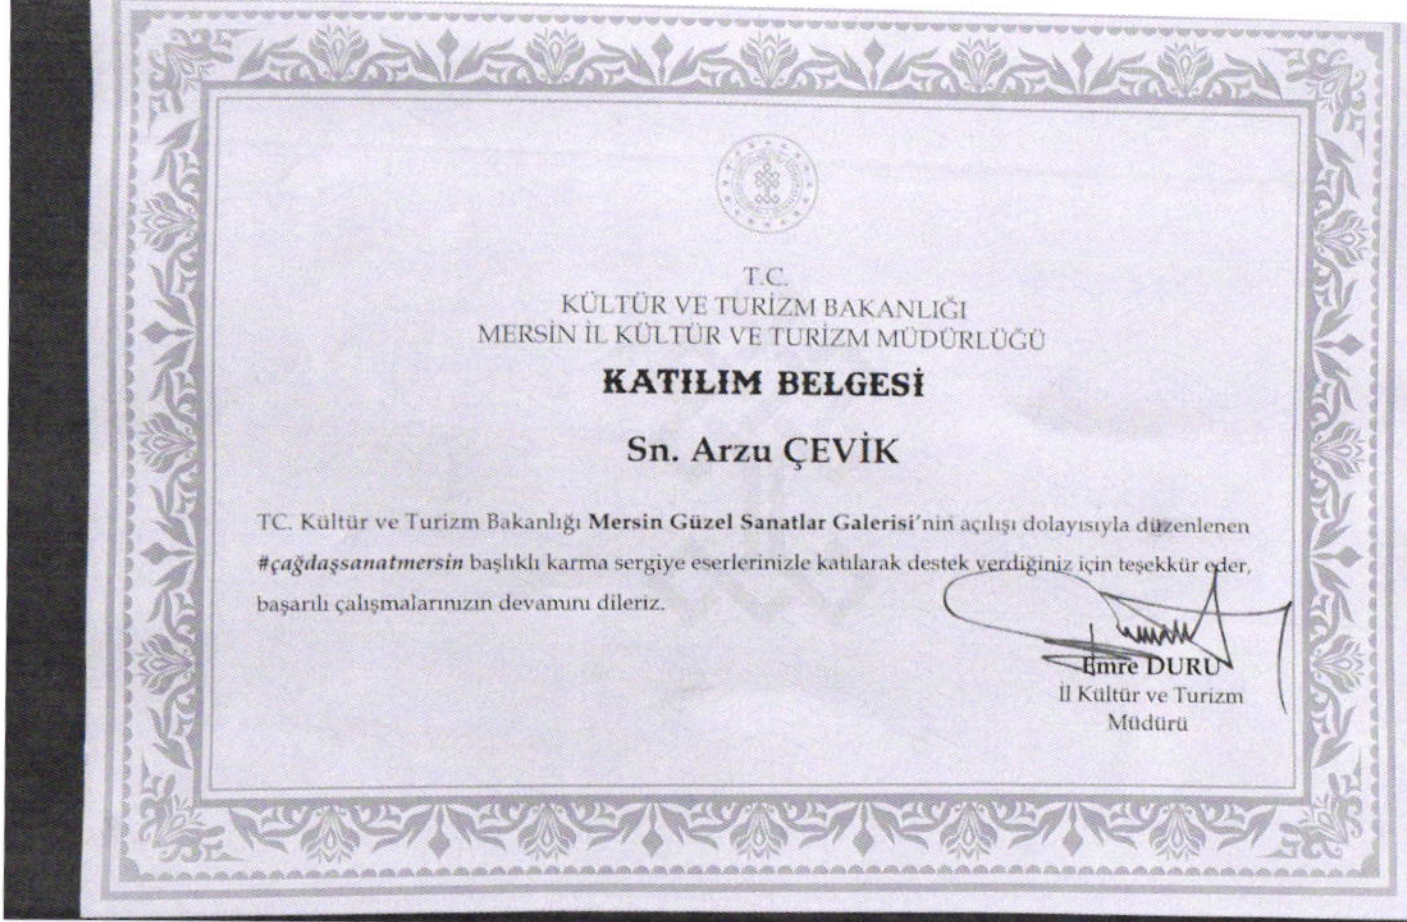 T.C.
KÜLTÜR VE TURİZM BAKANLIĞI
MERSİN İL KÜLTÜR VE TURİZM MÜDÜRLÜĞÜ
KATILIM BELGESİ
Sn. Arzu ÇEVİK
TC. Kültür ve Turizm Bakanlığı Mersin Güzel Sanatlar Galerisi'nin açılışı dolayısıyla düzenlenen
#çağdaşsanatmersin başlıklı karma sergiye eserlerinizle katılarak destek verdiğiniz için teşekkür eder,
başarılı çalışmalarınızın devamını dileriz.
Emre DURU
İl Kültür ve Turizm
Müdürü